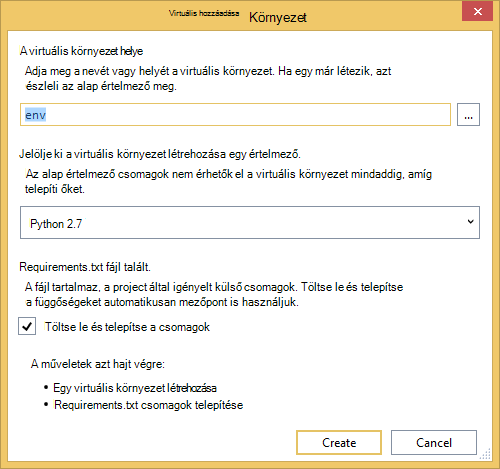 Virtuális hozzáadása Környezet
A virtuális környezet helye
Adja meg a nevét vagy helyét a virtuális környezet. Ha egy már létezik, azt
észleli az alap értelmező meg.
env
...
Jelölje ki a virtuális környezet létrehozása egy értelmező.
Az alap értelmező csomagok nem érhetők el a virtuális környezet mindaddig, amíg
telepíti őket.
Python 2.7
Requirements.txt fájl talált.
A fájl tartalmaz, a project által igényelt külső csomagok. Töltse le és telepítse
a függőségeket automatikusan mezőpont is használjuk.
Töltse le és telepítse a csomagok
A műveletek azt hajt végre:
• Egy virtuális környezet létrehozása
• Requirements.txt csomagok telepítése
Create Cancel